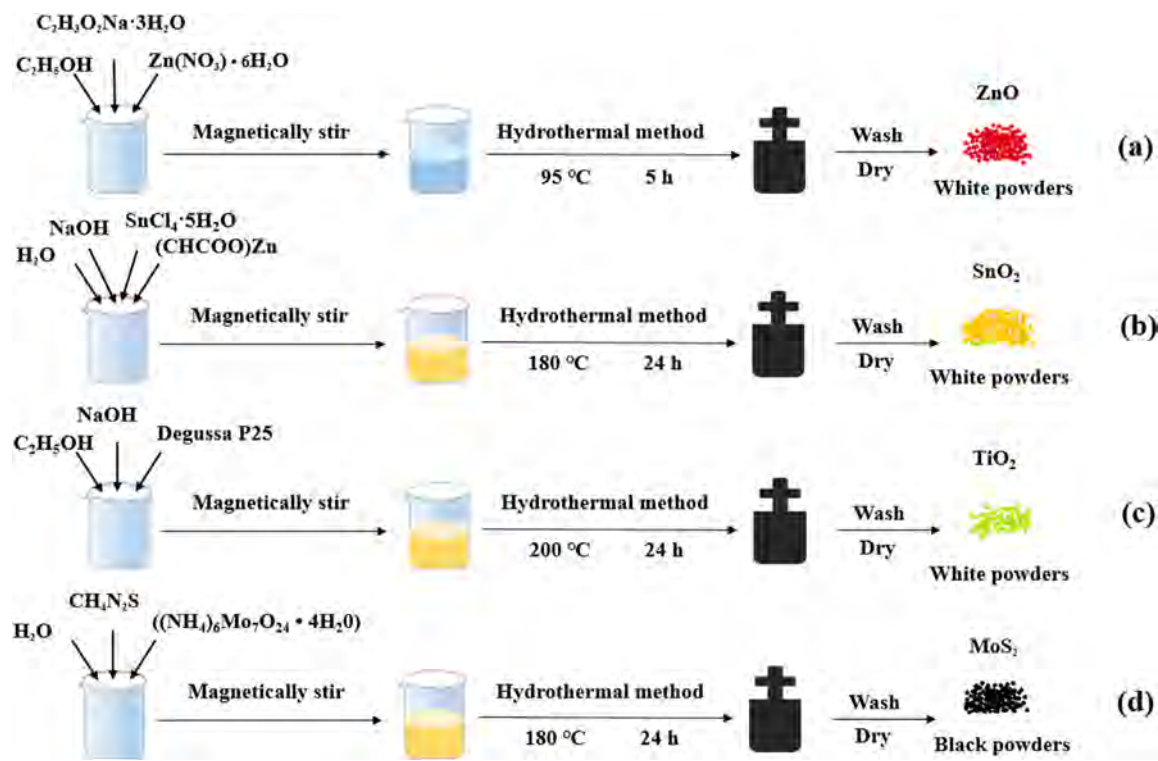 C₂H₃O₂Na·3H₂O
C₂H₅OH
Zn(NO₃) · 6H₂O
Magnetically stir
Hydrothermal method
95 ℃ 5 h
Wash
Dry
ZnO
White powders
(a)
NaOH
SnCl₄·5H₂O
H₂O
(CHCOO)Zn
Magnetically stir
Hydrothermal method
180 ℃ 24 h
Wash
Dry
SnO₂
White powders
(b)
NaOH
C₂H₅OH
Degussa P25
Magnetically stir
Hydrothermal method
200 ℃ 24 h
Wash
Dry
TiO₂
White powders
(c)
CH₄N₂S
H₂O
((NH₄)₆Mo₇O₂₄ · 4H₂0)
Magnetically stir
Hydrothermal method
180 ℃ 24 h
Wash
Dry
MoS₂
Black powders
(d)